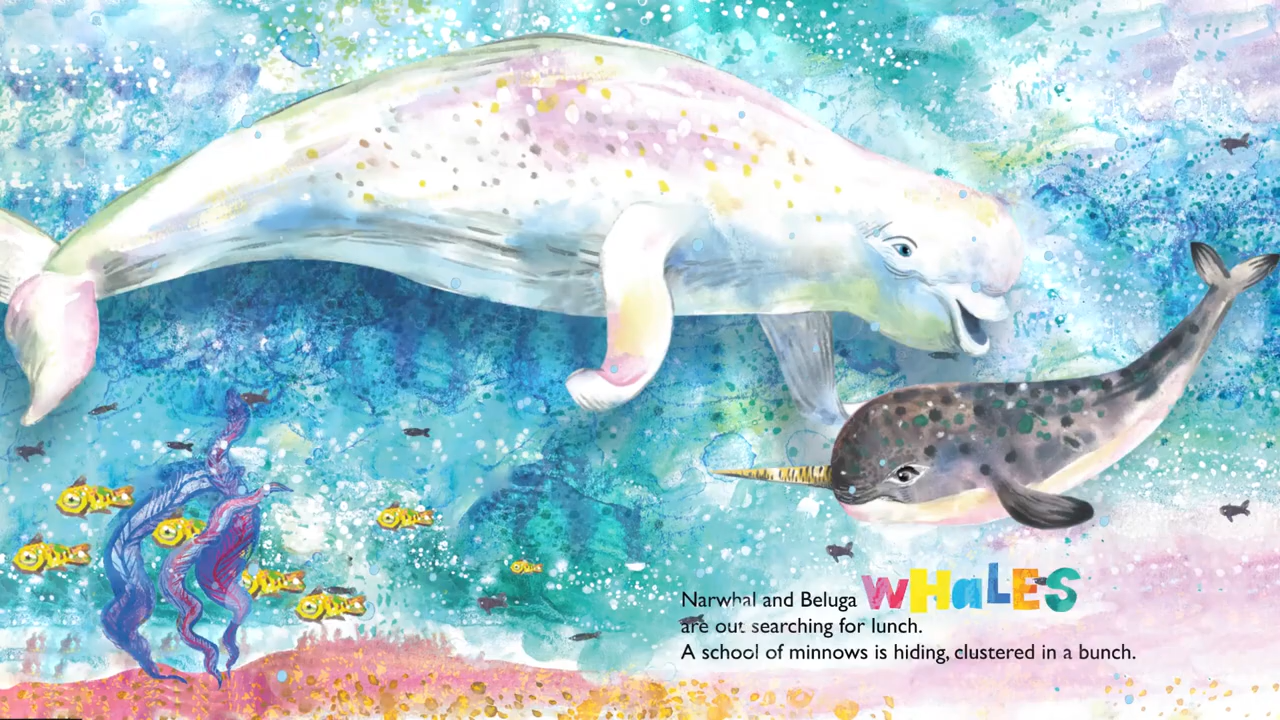 Narwhal and Beluga wHaLES
are out searching for lunch.
A school of minnows is hiding, clustered in a bunch.